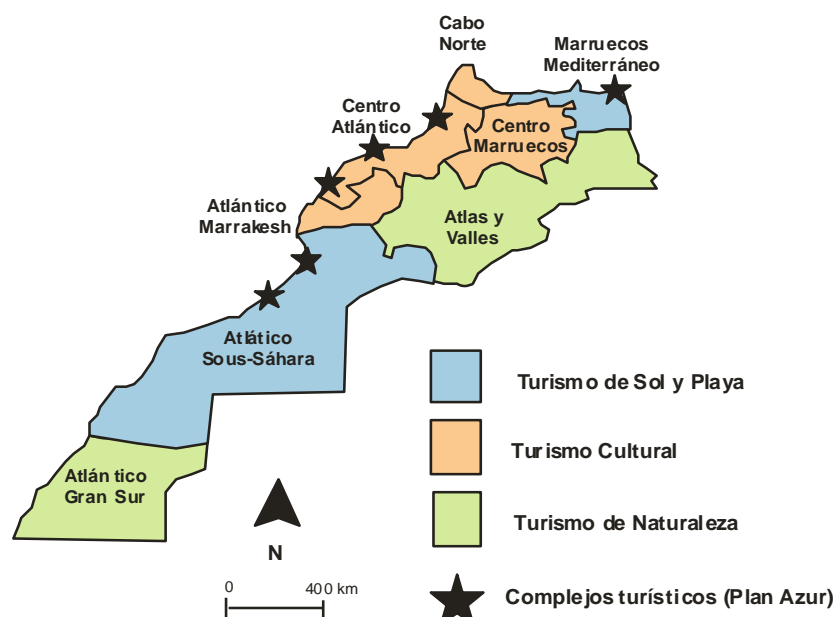 Cabo
Norte
Marruecos
Mediterráneo
Centro
Atlántico
Centro
Marruecos
Atlántico
Marrakesh
Atlas y
Valles
Atlático
Sous-Sáhara
Atlántico
Gran Sur
Turismo de Sol y Playa
Turismo Cultural
Turismo de Naturaleza
Complejos turísticos (Plan Azur)
N
0 400 km